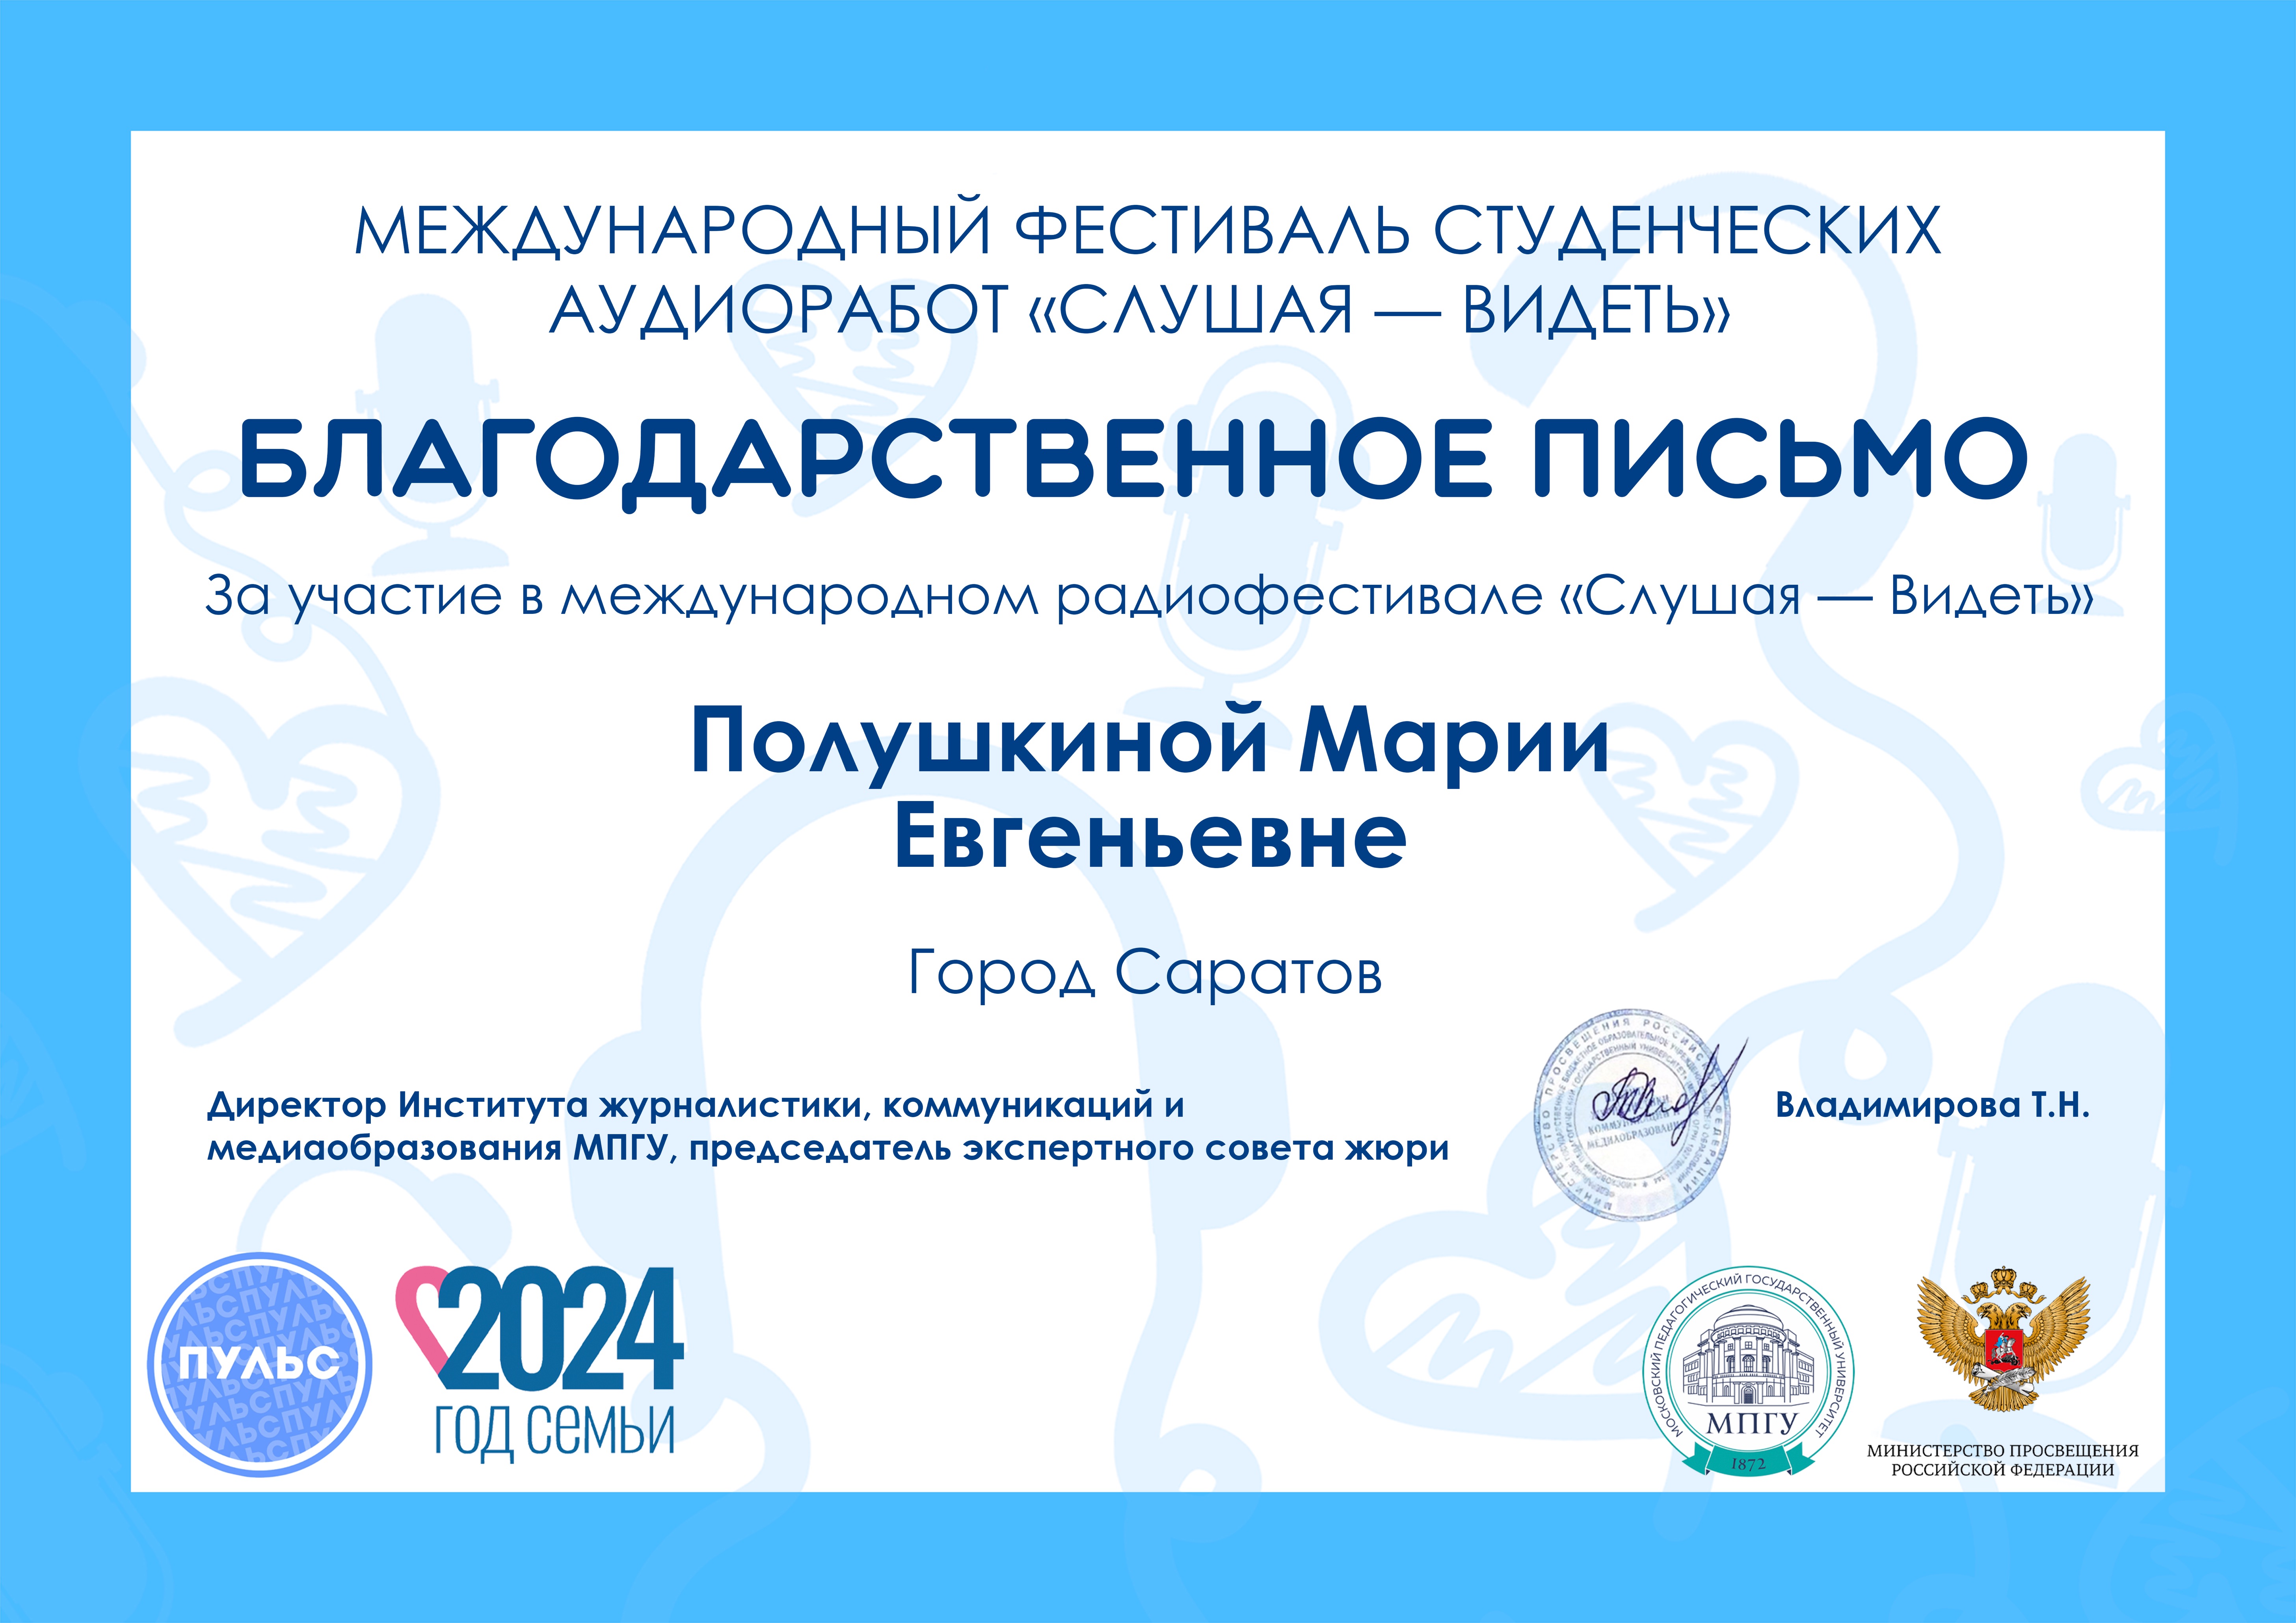 МЕЖДУНАРОДНЫЙ ФЕСТИВАЛЬ СТУДЕНЧЕСКИХ
АУДИОРАБОТ «СЛУШАЯ — ВИДЕТЬ»
БЛАГОДАРСТВЕННОЕ ПИСЬМО
За участие в международном радиофестивале «Слушая — Видеть»
Полушкиной Марии
Евгеньевне
Город Саратов
Директор Института журналистики, коммуникаций и
медиаобразования МПГУ, председатель экспертного совета жюри
Владимирова Т.Н.
ПУЛЬС
2024
ГОД СЕМЬИ
МОСКОВСКИЙ ПЕДАГОГИЧЕСКИЙ ГОСУДАРСТВЕННЫЙ УНИВЕРСИТЕТ
МПГУ
1872
МИНИСТЕРСТВО ПРОСВЕЩЕНИЯ
РОССИЙСКОЙ ФЕДЕРАЦИИ